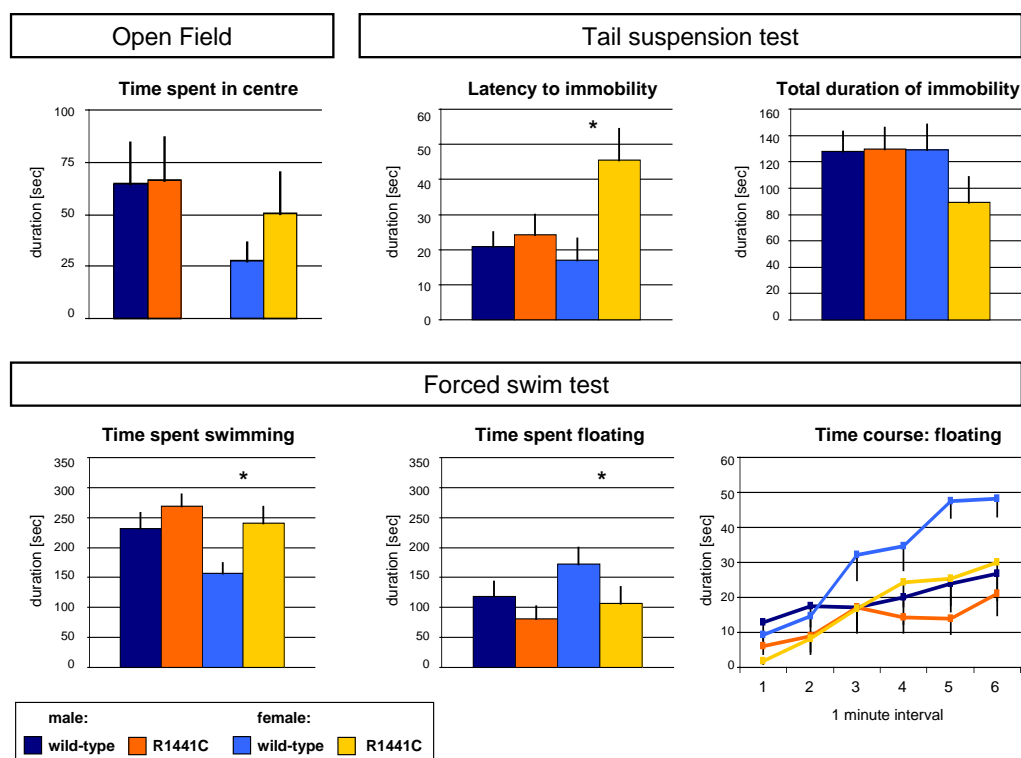 Open Field
Tail suspension test
Time spent in centre
Latency to immobility
Total duration of immobility
duration [sec]
100
75
50
25
0
duration [sec]
60
50
40
30
20
10
0
*
duration [sec]
160
140
120
100
80
60
40
20
0
Forced swim test
Time spent swimming
Time spent floating
Time course: floating
duration [sec]
350
300
250
200
150
100
50
0
*
duration [sec]
350
300
250
200
150
100
50
0
*
duration [sec]
60
50
40
30
20
10
0
1 2 3 4 5 6
1 minute interval
male: female:
wild-type R1441C wild-type R1441C